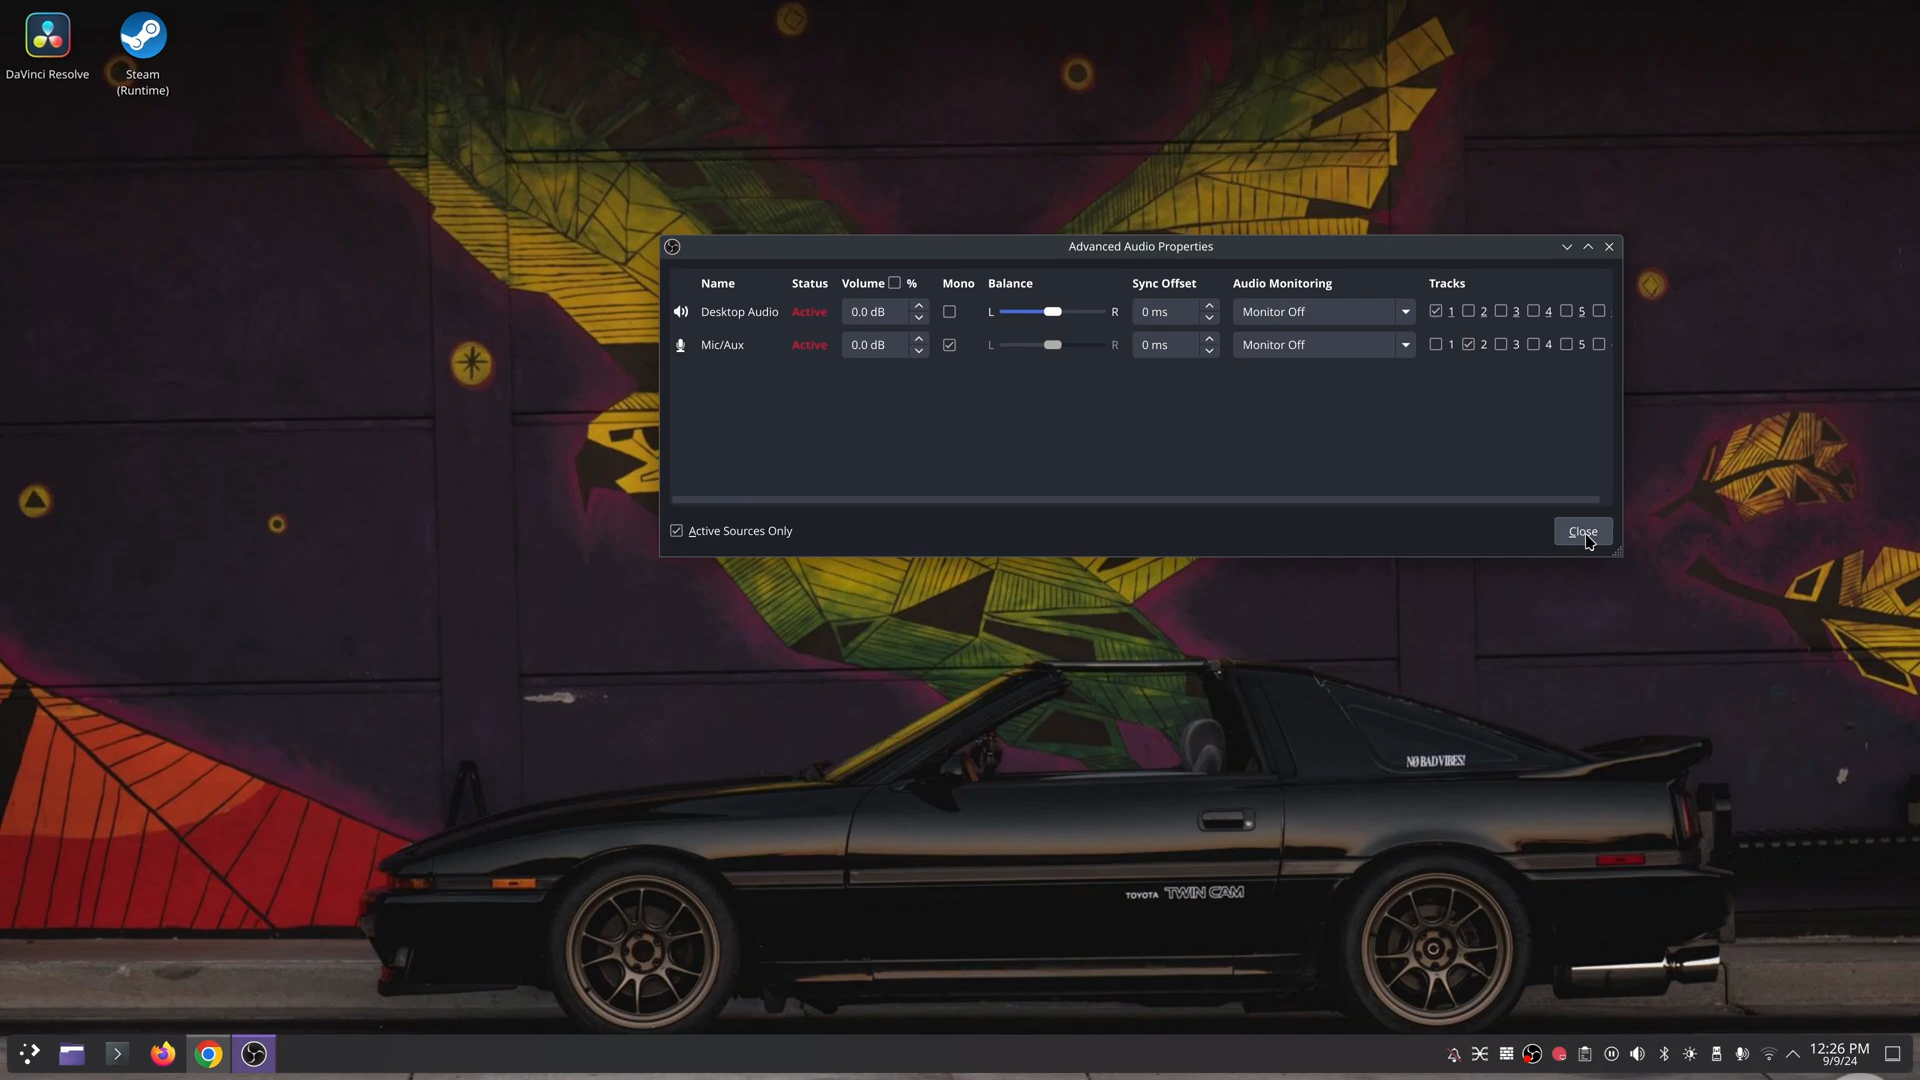 DaVinci Resolve
Steam
(Runtime)
Advanced Audio Properties
Name Status Volume % Mono Balance Sync Offset Audio Monitoring Tracks
Desktop Audio Active 0.0 dB L R 0 ms Monitor Off 1 2 3 4 5
Mic/Aux Active 0.0 dB L R 0 ms Monitor Off 1 2 3 4 5
Active Sources Only Close
NO BAD VIBES!
TOYOTA TWIN CAM
12:26 PM
9/9/24